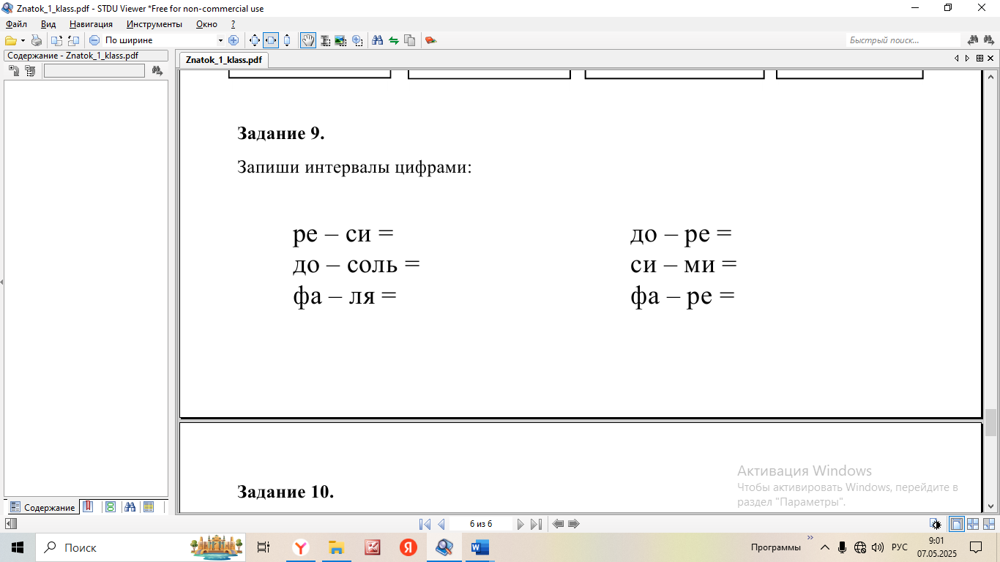 Znatok_1_klass.pdf - STDU Viewer *Free for non-commercial use
Файл Вид Навигация Инструменты Окно ?
По ширине
Быстрый поиск...
Содержание - Znatok_1_klass.pdf
Znatok_1_klass.pdf
Задание 9.
Запиши интервалы цифрами:
ре – си =
до – ре =
до – соль =
си – ми =
фа – ля =
фа – ре =
Задание 10.
Активация Windows
Чтобы активировать Windows, перейдите в
раздел "Параметры".
Содержание
6 из 6
Поиск
Программы
РУС
9:01
07.05.2025